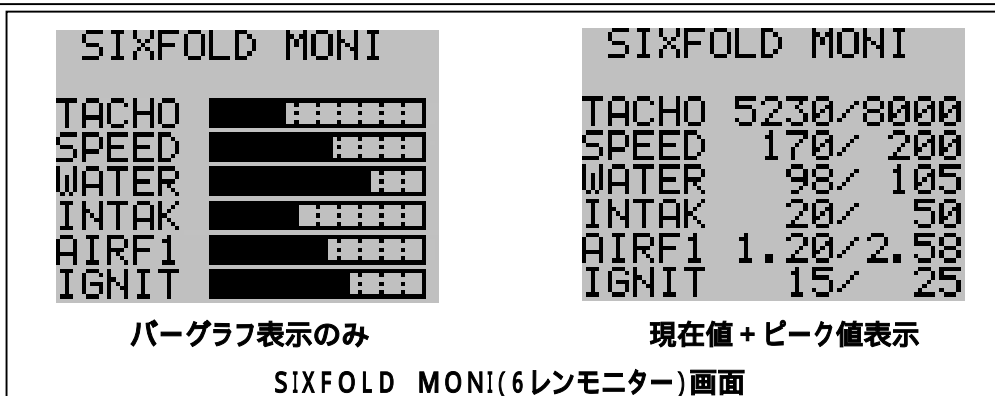 SIXFOLD MONI
TACHO
SPEED
WATER
INTAK
AIRF1
IGNIT
バーグラフ表示のみ
SIXFOLD MONI
TACHO 5230/8000
SPEED 170/ 200
WATER 98/ 105
INTAK 20/ 50
AIRF1 1.20/2.58
IGNIT 15/ 25
現在値+ピーク値表示
SIXFOLD MONI(6レンモニター)画面